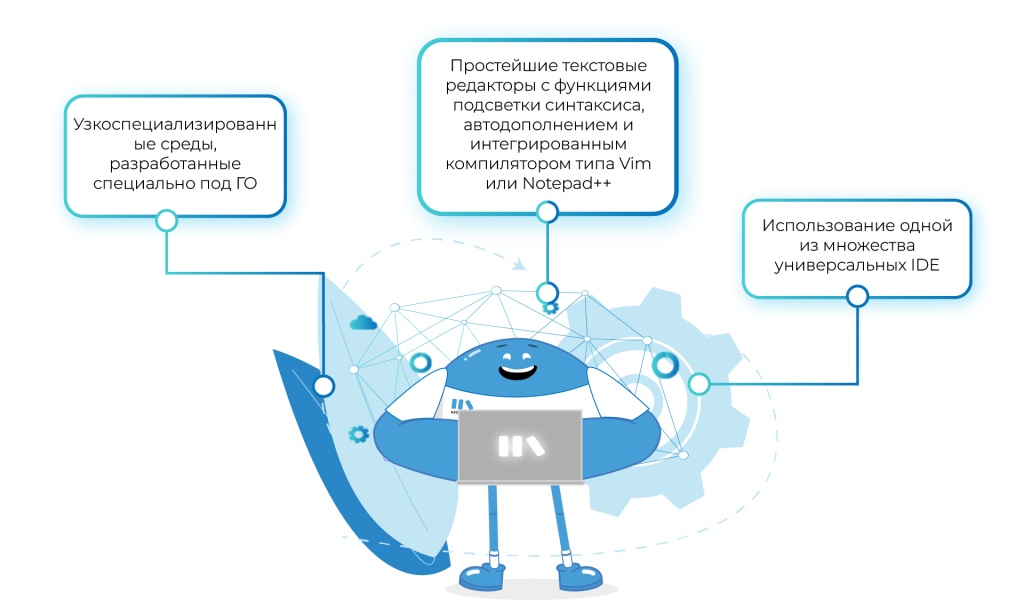 Узкоспециализированн
ые среды,
разработанные
специально под ГО
Простейшие текстовые
редакторы с функциями
подсветки синтаксиса,
автодополнением и
интегрированным
компилятором типа Vim
или Notepad++
Использование одной
из множества
универсальных IDE